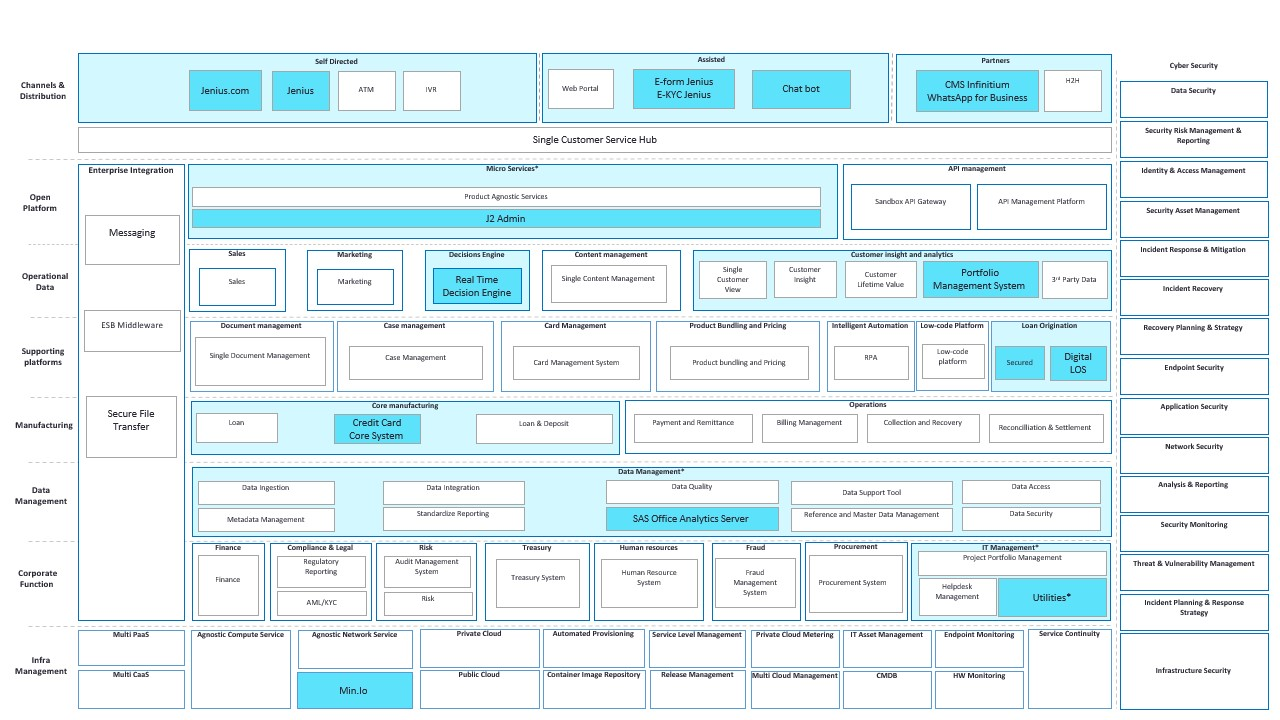 Channels &
Distribution
Self Directed
Jenius.com
Jenius
ATM
IVR
Assisted
Web Portal
E-form Jenius
E-KYC Jenius
Chat bot
Partners
CMS Infinitium
WhatsApp for Business
H2H
Single Customer Service Hub
Open
Platform
Enterprise Integration
Messaging
ESB Middleware
Secure File
Transfer
Micro Services*
Product Agnostic Services
J2 Admin
API management
Sandbox API Gateway
API Management Platform
Operational
Data
Sales
Sales
Marketing
Marketing
Decisions Engine
Real Time
Decision Engine
Content management
Single Content Management
Customer insight and analytics
Single
Customer
View
Customer
Insight
Customer
Lifetime Value
Portfolio
Management System
3rd Party Data
Supporting
platforms
Document management
Single Document Management
Case management
Case Management
Card Management
Card Management System
Product Bundling and Pricing
Product bundling and Pricing
Intelligent Automation
RPA
Low-code Platform
Low-code
platform
Loan Origination
Secured
Digital
LOS
Manufacturing
Core manufacturing
Loan
Credit Card
Core System
Loan & Deposit
Operations
Payment and Remittance
Billing Management
Collection and Recovery
Reconcilliation & Settlement
Data
Management
Data Management*
Data Ingestion
Metadata Management
Data Integration
Standardize Reporting
Data Quality
SAS Office Analytics Server
Data Support Tool
Reference and Master Data Management
Data Access
Data Security
Corporate
Function
Finance
Finance
Compliance & Legal
Regulatory
Reporting
AML/KYC
Risk
Audit Management
System
Risk
Treasury
Treasury System
Human resources
Human Resource
System
Fraud
Fraud
Management
System
Procurement
Procurement System
IT Management*
Project Portfolio Management
Helpdesk
Management
Utilities*
Infra
Management
Multi PaaS
Multi CaaS
Agnostic Compute Service
Agnostic Network Service
Min.Io
Private Cloud
Public Cloud
Automated Provisioning
Container Image Repository
Service Level Management
Release Management
Private Cloud Metering
Multi Cloud Management
IT Asset Management
CMDB
Endpoint Monitoring
HW Monitoring
Service Continuity
Cyber Security
Data Security
Security Risk Management &
Reporting
Identity & Access Management
Security Asset Management
Incident Response & Mitigation
Incident Recovery
Recovery Planning & Strategy
Endpoint Security
Application Security
Network Security
Analysis & Reporting
Security Monitoring
Threat & Vulnerability Management
Incident Planning & Response
Strategy
Infrastructure Security